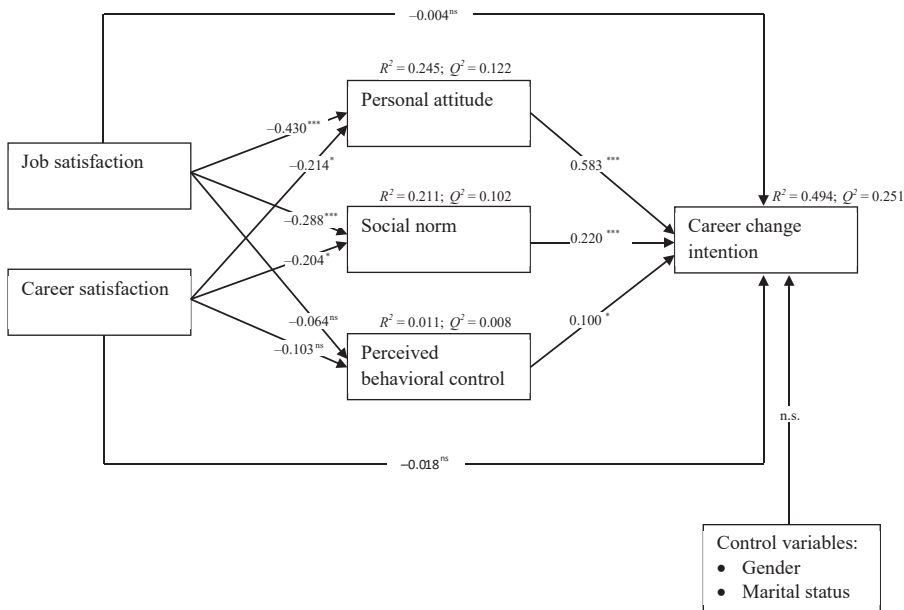 −0.004ns
R² = 0.245; Q² = 0.122
Personal attitude
−0.430***
Job satisfaction
−0.214*
0.583 ***
R² = 0.211; Q² = 0.102
R² = 0.494; Q² = 0.251
−0.288***
Social norm
0.220 ***
Career change
intention
−0.204*
Career satisfaction
−0.064ns
R² = 0.011; Q² = 0.008
0.100 *
−0.103ns
Perceived
behavioral control
n.s.
−0.018ns
Control variables:
• Gender
• Marital status